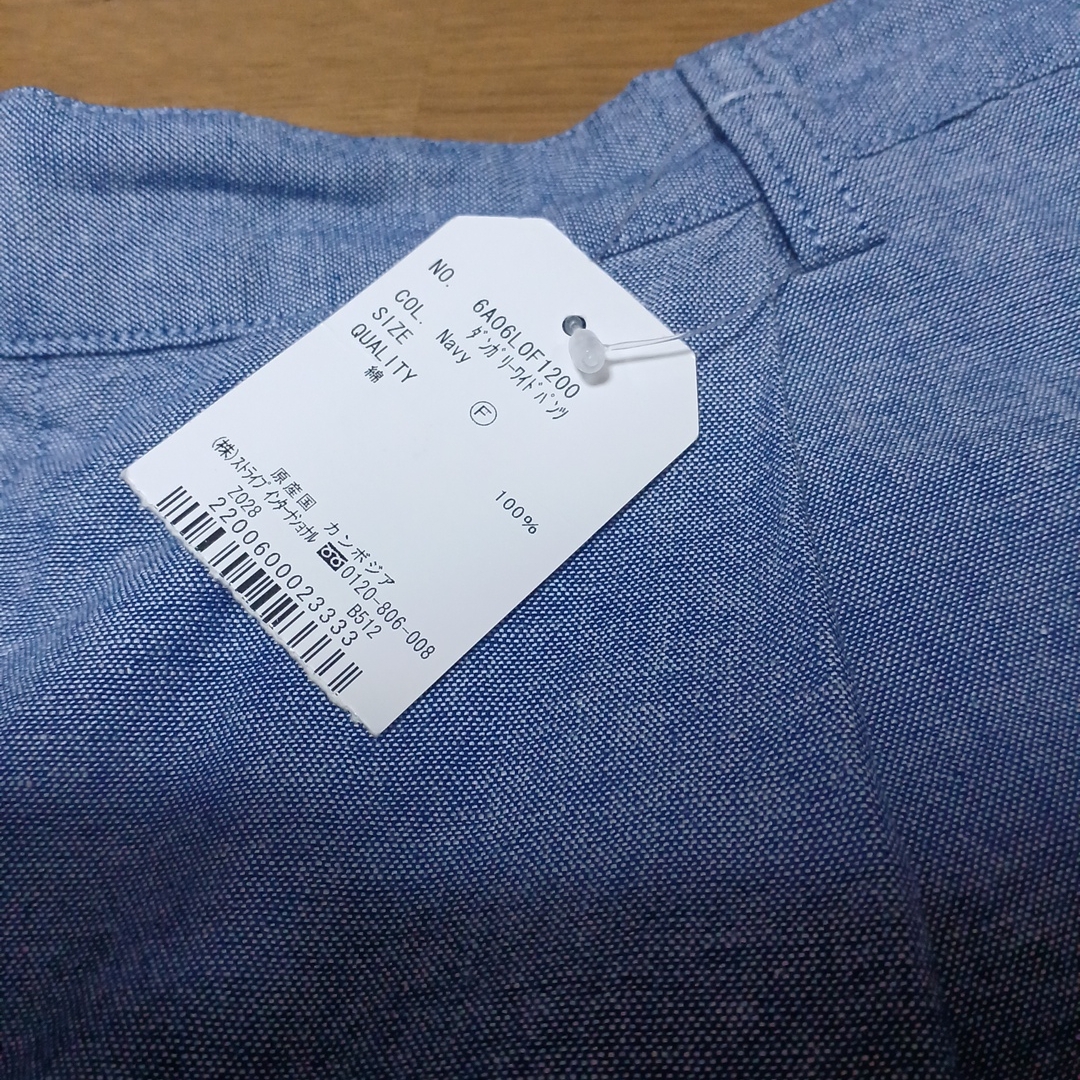 NO. 6A06L0F1200
ﾀﾞﾝｶﾞﾘｰﾜｲﾄﾞﾊﾟﾝﾂ
COL. Navy
SIZE Ⓕ
QUALITY
綿 100%
原産国 カンボジア
(株)ｽﾄﾗｲﾌﾟｲﾝﾀｰﾅｼｮﾅﾙ 0120-806-008
Z028 B512
2200600023333